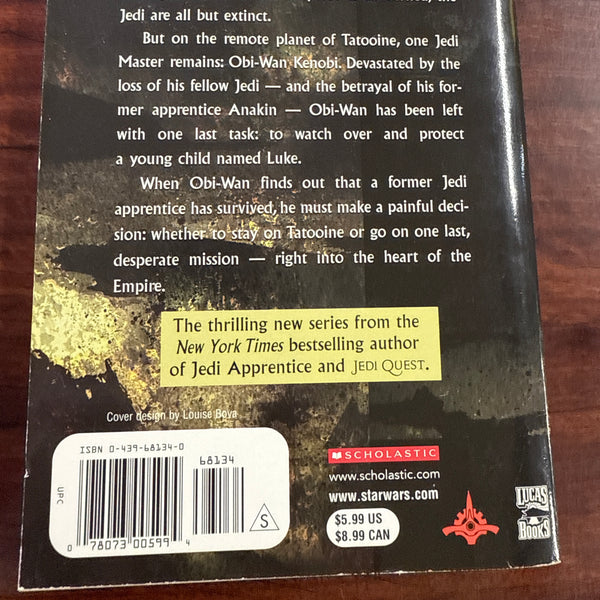 the
Jedi are all but extinct.
But on the remote planet of Tatooine, one Jedi
Master remains: Obi-Wan Kenobi. Devastated by the
loss of his fellow Jedi — and the betrayal of his for-
mer apprentice Anakin — Obi-Wan has been left
with one last task: to watch over and protect
a young child named Luke.
When Obi-Wan finds out that a former Jedi
apprentice has survived, he must make a painful deci-
sion: whether to stay on Tatooine or go on one last,
desperate mission — right into the heart of the
Empire.
The thrilling new series from the
New York Times bestselling author
of Jedi Apprentice and JEDI QUEST.
Cover design by Louise Bova
ISBN 0-439-68134-0
68134
UPC
0 78073 00599 4
S
SCHOLASTIC
www.scholastic.com
www.starwars.com
$5.99 US
$8.99 CAN
LUCAS
BOOKS